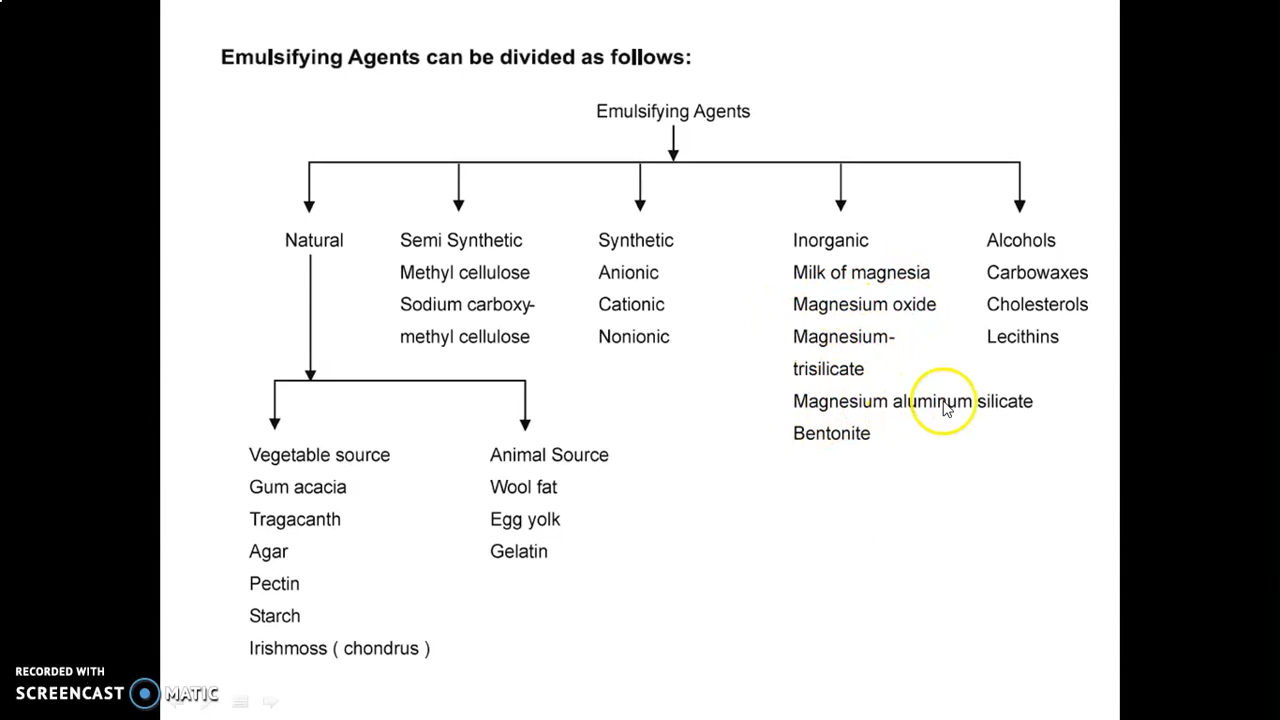 Emulsifying Agents can be divided as follows:
Emulsifying Agents
Natural
Semi Synthetic
Methyl cellulose
Sodium carboxy-
methyl cellulose
Synthetic
Anionic
Cationic
Nonionic
Inorganic
Milk of magnesia
Magnesium oxide
Magnesium-
trisilicate
Magnesium aluminum silicate
Bentonite
Alcohols
Carbowaxes
Cholesterols
Lecithins
Vegetable source
Gum acacia
Tragacanth
Agar
Pectin
Starch
Irishmoss ( chondrus )
Animal Source
Wool fat
Egg yolk
Gelatin
RECORDED WITH
SCREENCAST MATIC